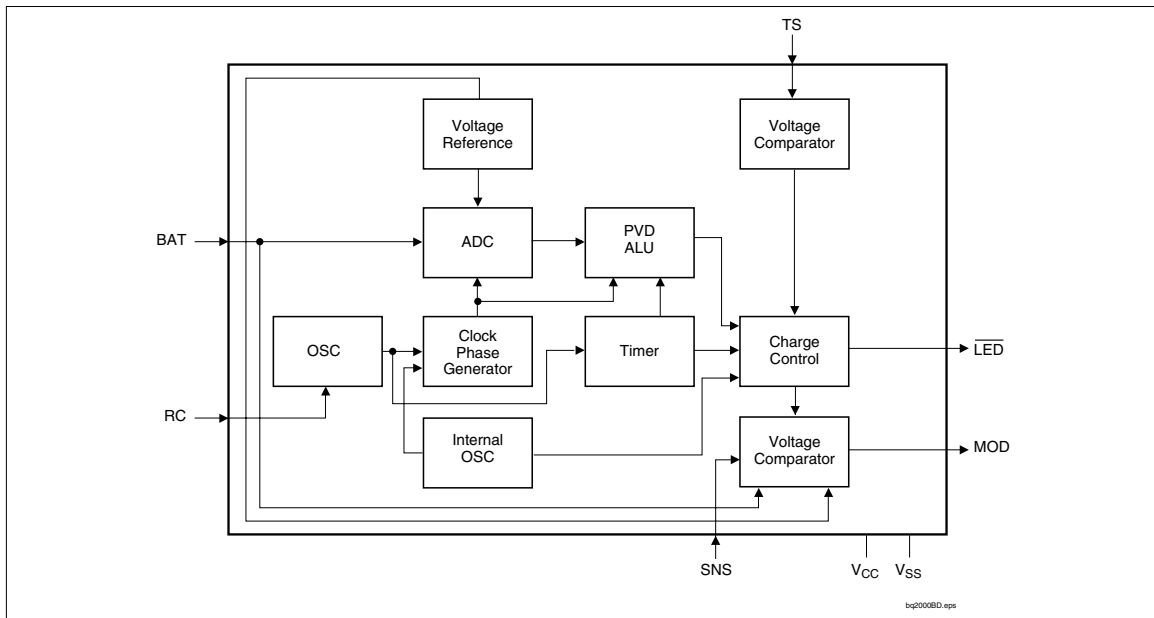 TS
Voltage
Reference
Voltage
Comparator
BAT
ADC
PVD
ALU
OSC
Clock
Phase
Generator
Timer
Charge
Control
LED
RC
Internal
OSC
Voltage
Comparator
MOD
SNS
VCC
VSS
bq2000BD.eps